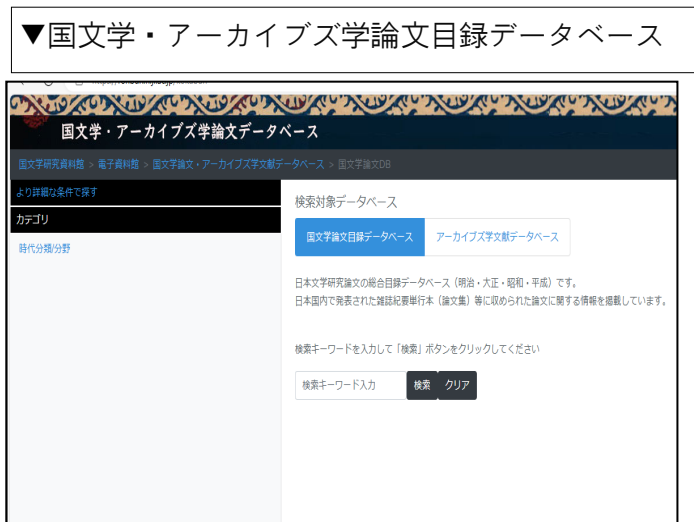 ▼国文学・アーカイブズ学論文目録データベース
国文学・アーカイブズ学論文データベース
国文学研究資料館 > 電子資料館 > 国文学論文・アーカイブズ学文献データベース > 国文学論文DB
より詳細な条件で探す
カテゴリ
時代分類/分野
検索対象データベース
国文学論文目録データベース
アーカイブズ学文献データベース
日本文学研究論文の総合目録データベース（明治・大正・昭和・平成）です。
日本国内で発表された雑誌紀要単行本（論文集）等に収められた論文に関する情報を掲載しています。
検索キーワードを入力して「検索」ボタンをクリックしてください
検索キーワード入力
検索
クリア